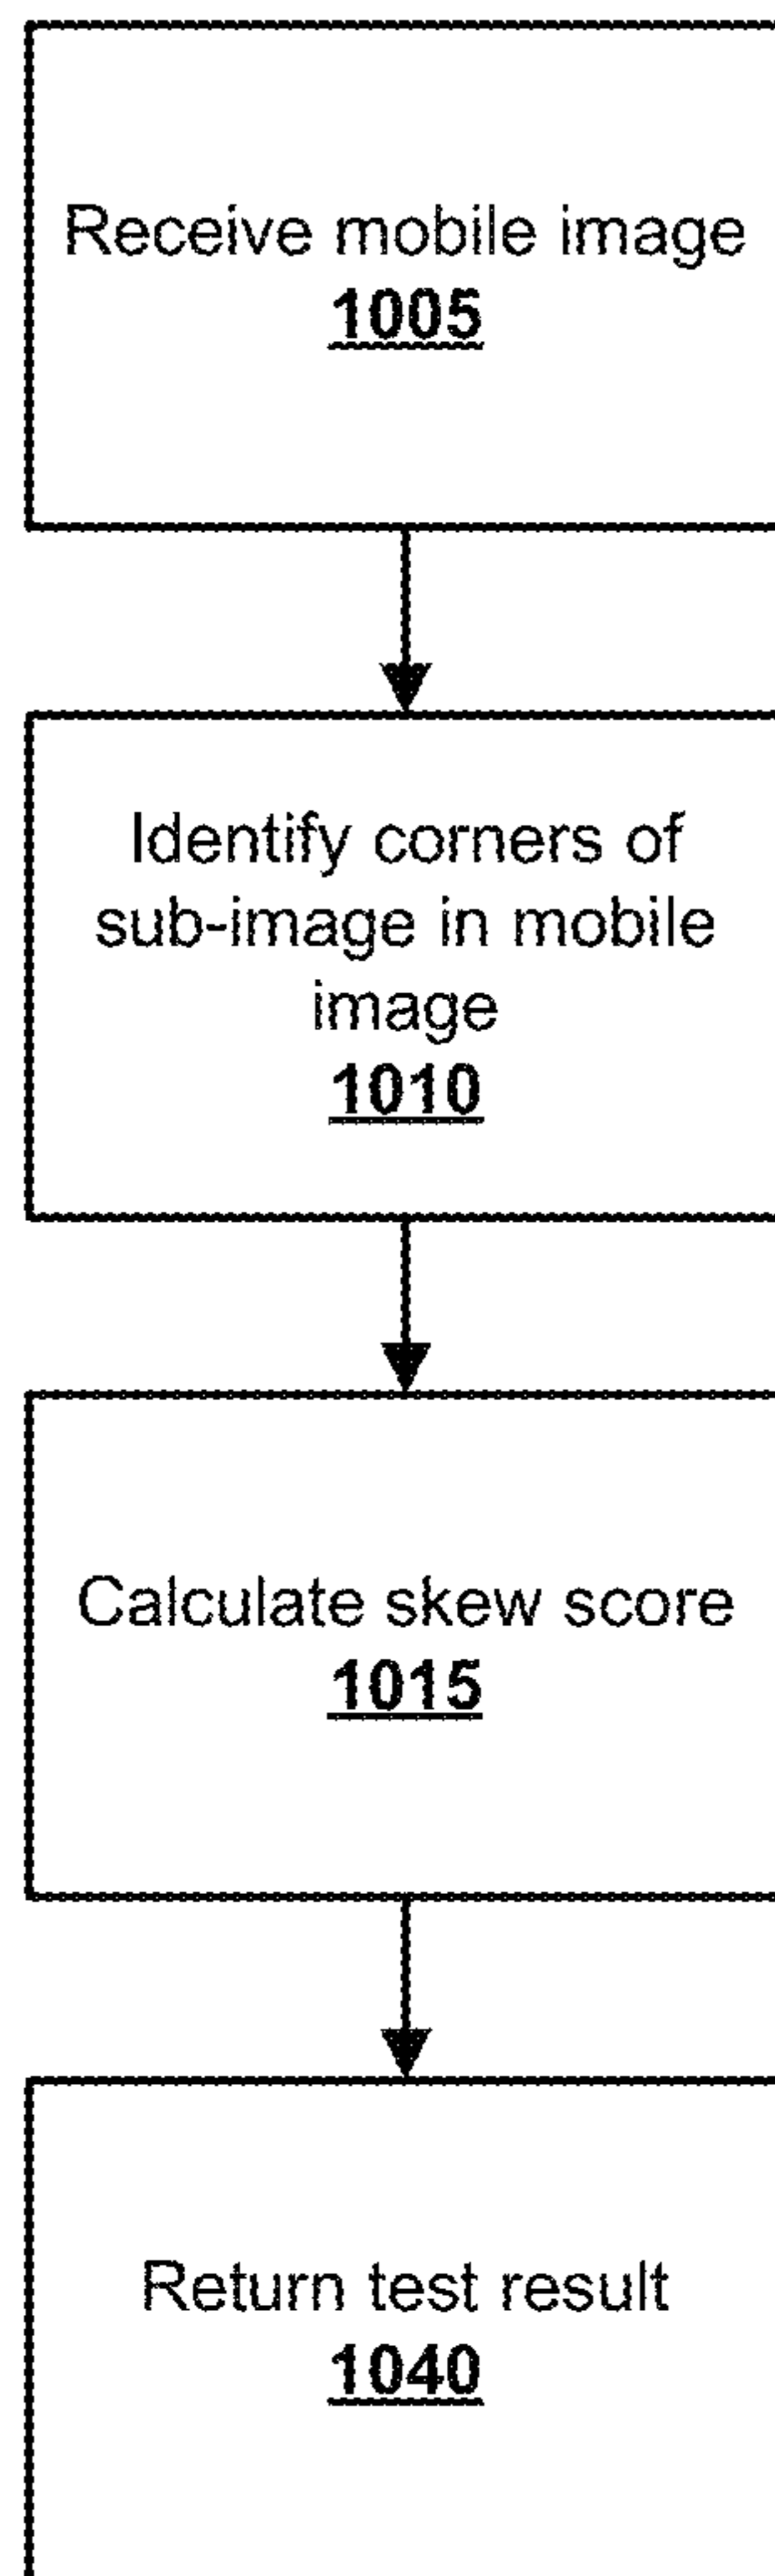 Receive mobile image
1005
Identify corners of
sub-image in mobile
image
1010
Calculate skew score
1015
Return test result
1040